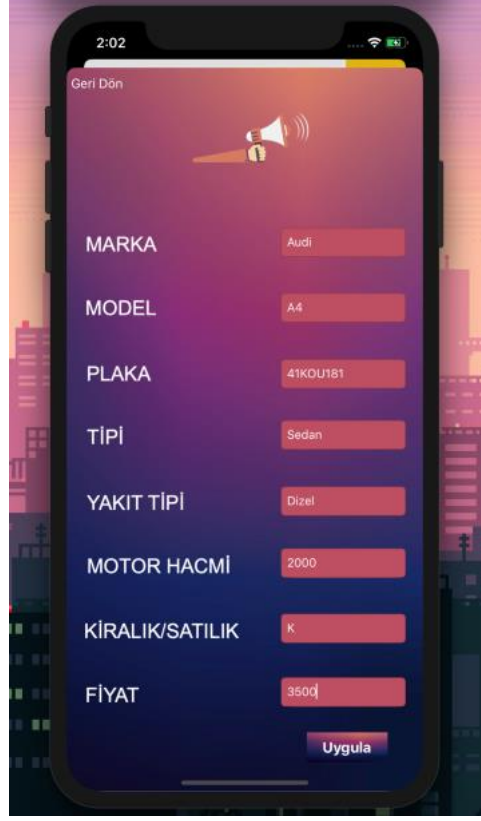 2:02
Geri Dön
MARKA Audi
MODEL A4
PLAKA 41KOU181
TİPİ Sedan
YAKIT TİPİ Dizel
MOTOR HACMİ 2000
KİRALIK/SATILIK K
FİYAT 3500
Uygula